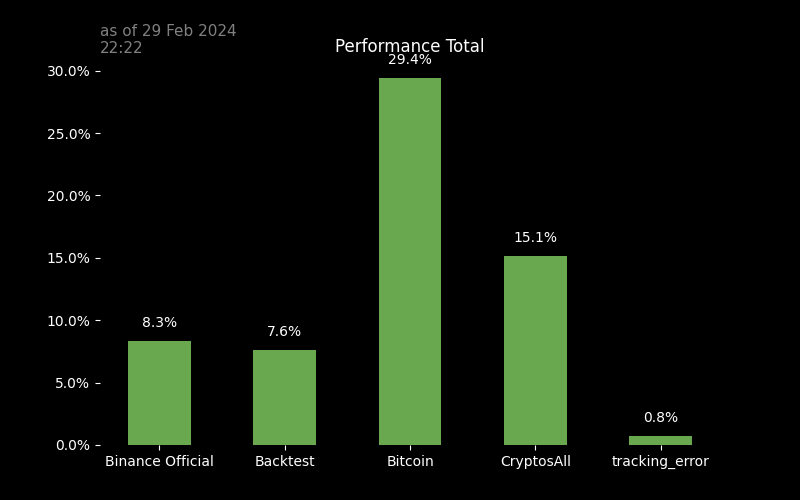 as of 29 Feb 2024
22:22
Performance Total
30.0%
25.0%
20.0%
15.0%
10.0%
5.0%
0.0%
8.3%
7.6%
29.4%
15.1%
0.8%
Binance Official
Backtest
Bitcoin
CryptosAll
tracking_error